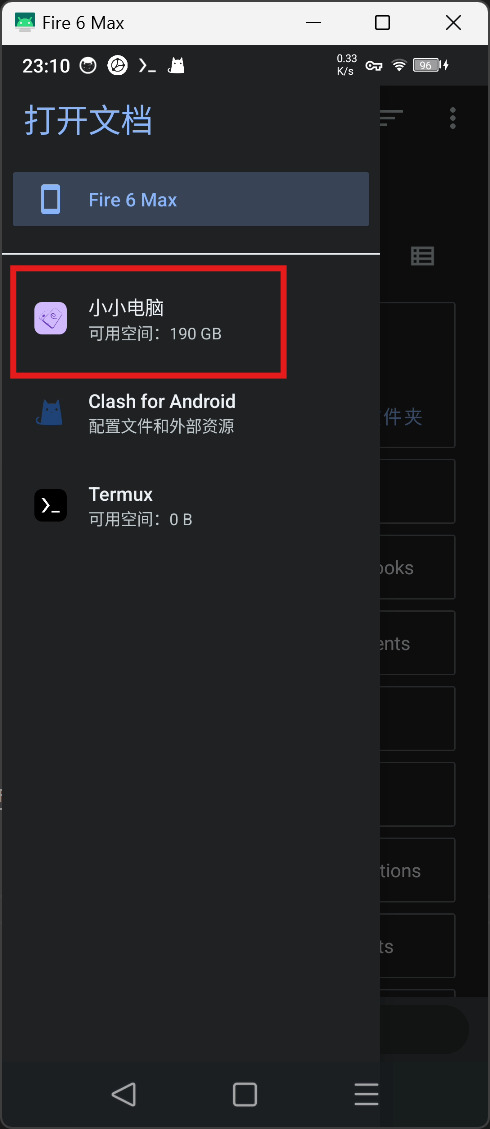 Fire 6 Max
23:10
0.33
K/s
96
打开文档
Fire 6 Max
小小电脑
可用空间：190 GB
件夹
Clash for Android
配置文件和外部资源
Termux
可用空间：0 B
ooks
ents
tions
ts